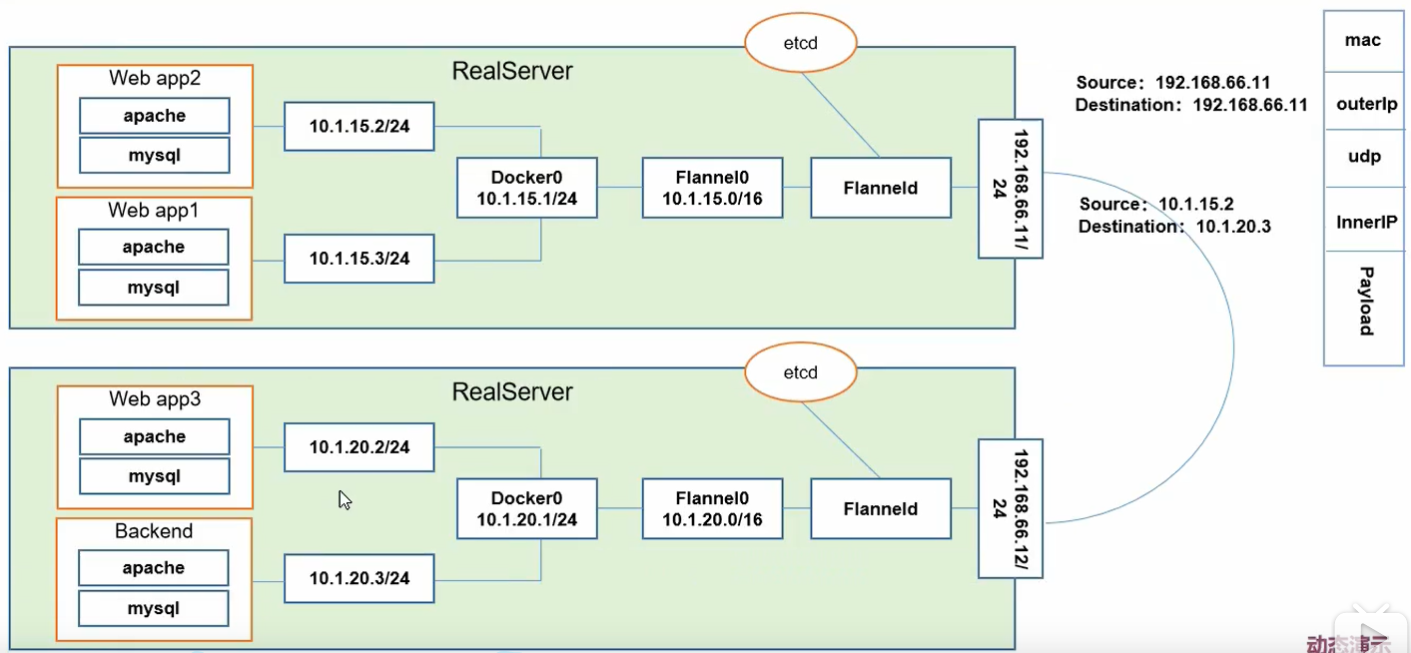 etcd
RealServer
Web app2
apache
mysql
10.1.15.2/24
Web app1
apache
mysql
10.1.15.3/24
Docker0
10.1.15.1/24
Flannel0
10.1.15.0/16
Flanneld
192.168.66.11/
24
Source：192.168.66.11
Destination：192.168.66.11
Source：10.1.15.2
Destination：10.1.20.3
mac
outerIp
udp
InnerIP
Payload
etcd
RealServer
Web app3
apache
mysql
10.1.20.2/24
Backend
apache
mysql
10.1.20.3/24
Docker0
10.1.20.1/24
Flannel0
10.1.20.0/16
Flanneld
192.168.66.12/
24
动态演示